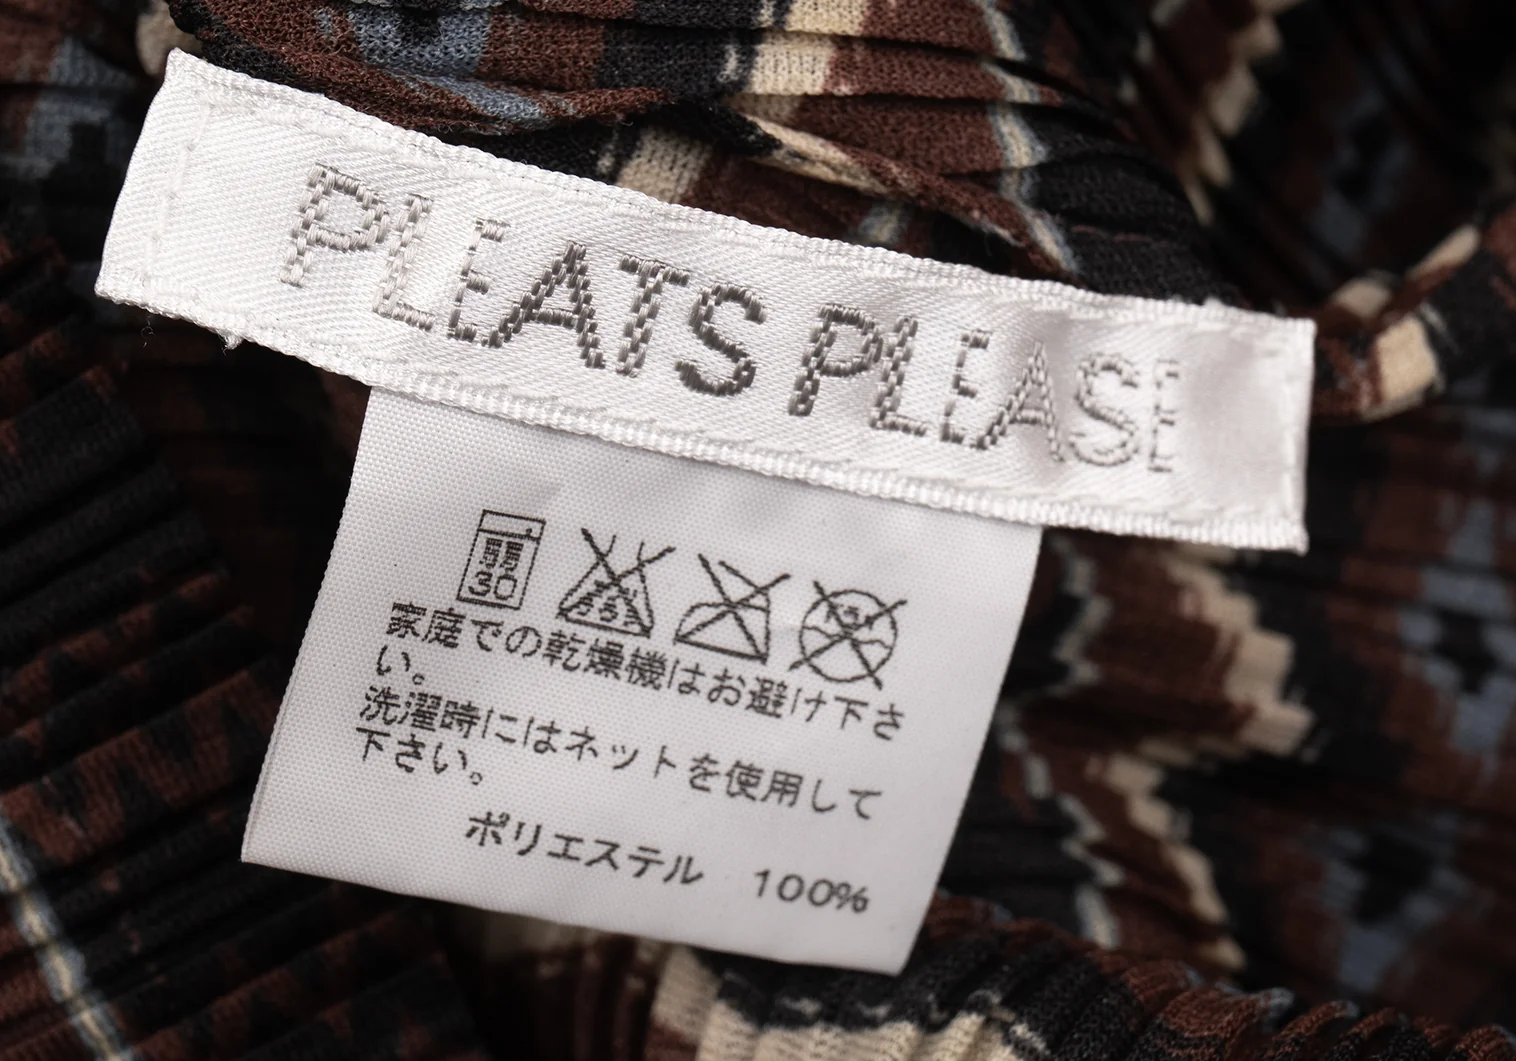 PLEATS PLEASE
30
家庭での乾燥機はお避け下さ
い。
洗濯時にはネットを使用して
下さい。
ポリエステル 100%